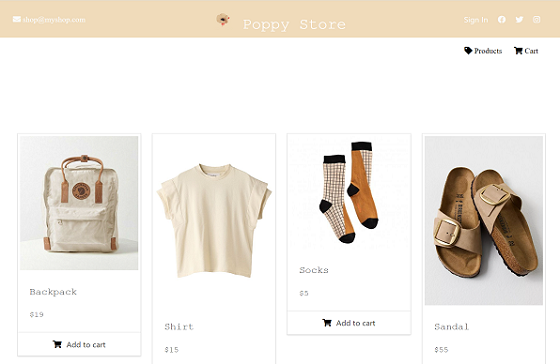 shop@mpshop.com
Poppy Store
Sign In
Products
Cart
Backpack
$19
Add to cart
Shirt
$15
Socks
$5
Add to cart
Sandal
$55